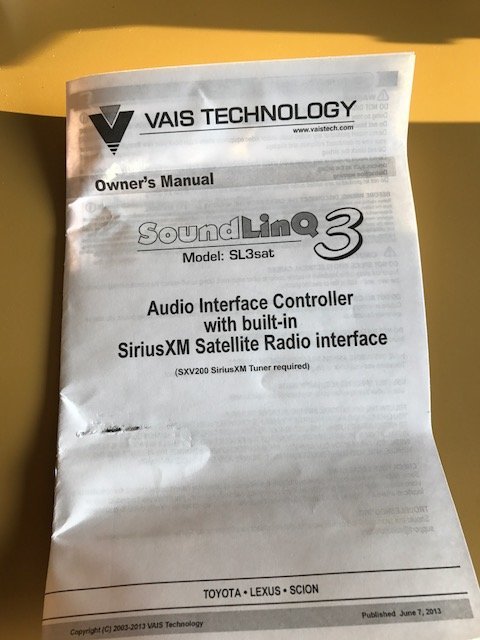 VAIS TECHNOLOGY
www.vaistech.com
Owner's Manual
SoundLinQ 3
Model: SL3sat
Audio Interface Controller
with built-in
SiriusXM Satellite Radio interface
(SXV200 SiriusXM Tuner required)
TOYOTA • LEXUS • SCION
Copyright (C) 2003-2013 VAIS Technology
Published June 7, 2013